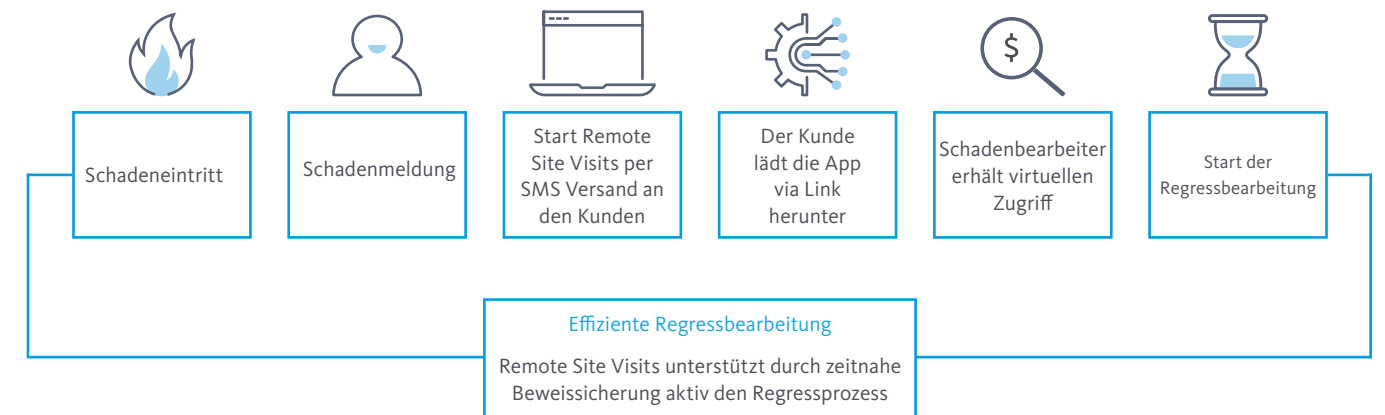 $
Schadeneintritt
Schadenmeldung
Start Remote
Site Visits per
SMS Versand an
den Kunden
Der Kunde
lädt die App
via Link
herunter
Schadenbearbeiter
erhält virtuellen
Zugriff
Start der
Regressbearbeitung
Effiziente Regressbearbeitung
Remote Site Visits unterstützt durch zeitnahe
Beweissicherung aktiv den Regressprozess